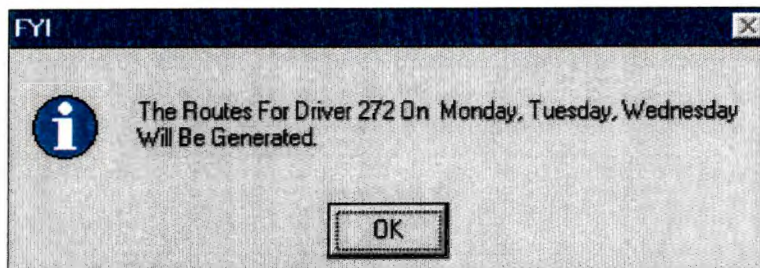 FYI
The Routes For Driver 272 On  Monday, Tuesday, Wednesday
Will Be Generated.
OK